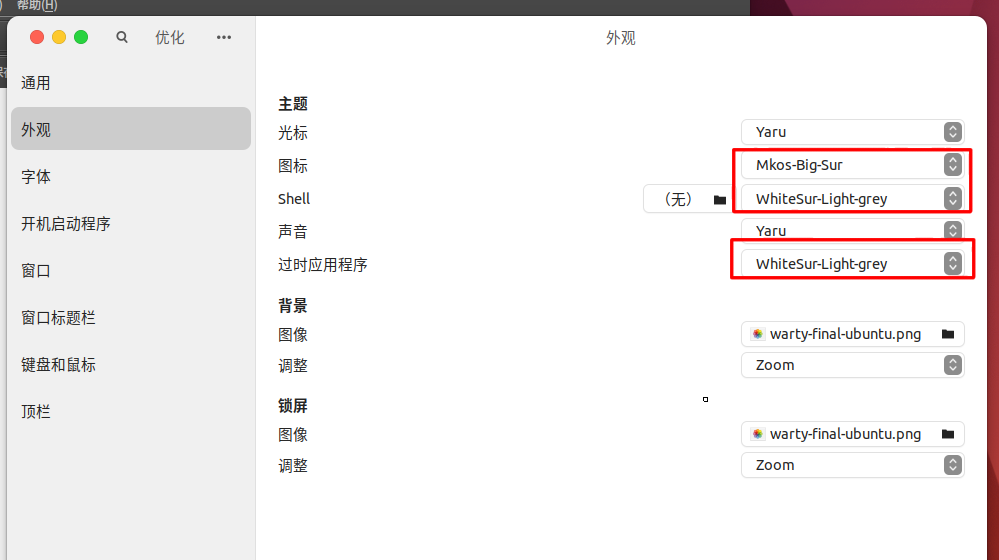 帮助(H)
优化
外观
通用
外观
字体
开机启动程序
窗口
窗口标题栏
键盘和鼠标
顶栏
主题
光标 Yaru
图标 Mkos-Big-Sur
Shell (无) WhiteSur-Light-grey
声音 Yaru
过时应用程序 WhiteSur-Light-grey
背景
图像 warty-final-ubuntu.png
调整 Zoom
锁屏
图像 warty-final-ubuntu.png
调整 Zoom